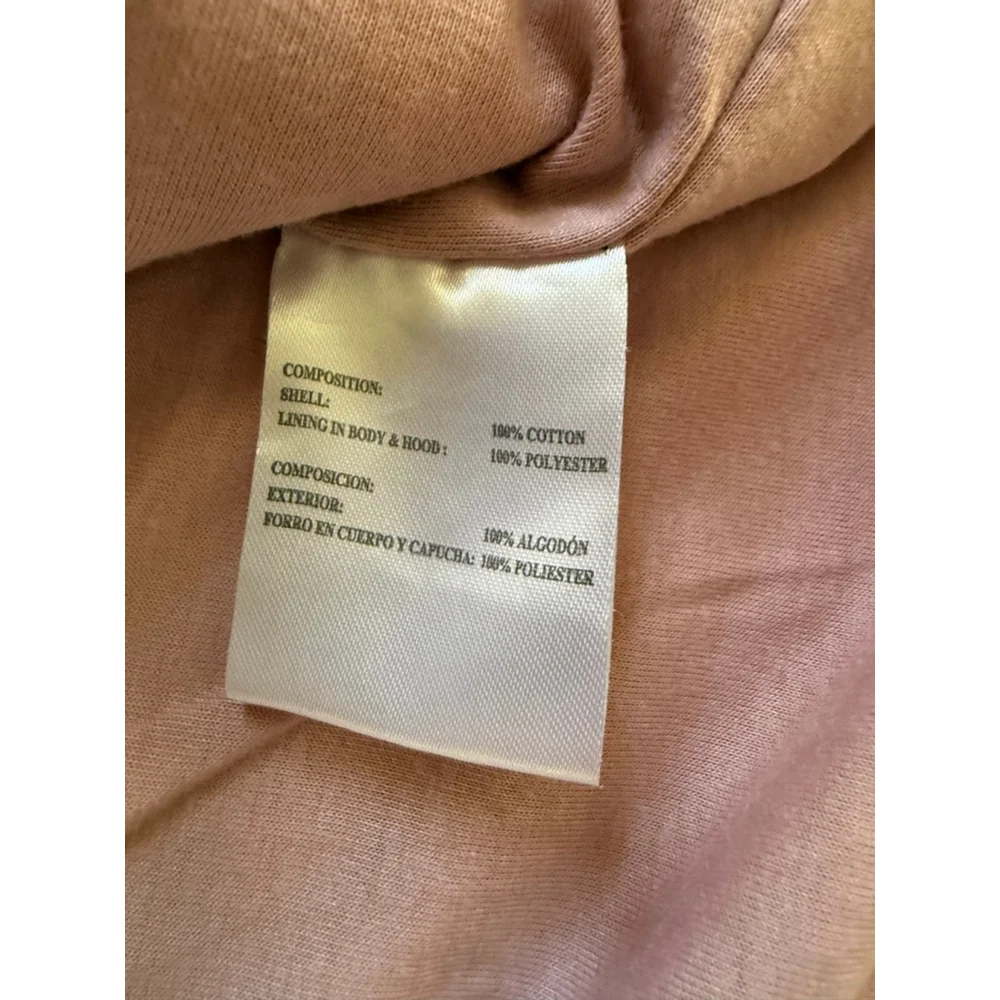 COMPOSITION:
SHELL: 100% COTTON
LINING IN BODY & HOOD : 100% POLYESTER
COMPOSICION:
EXTERIOR: 100% ALGODÓN
FORRO EN CUERPO Y CAPUCHA: 100% POLIESTER